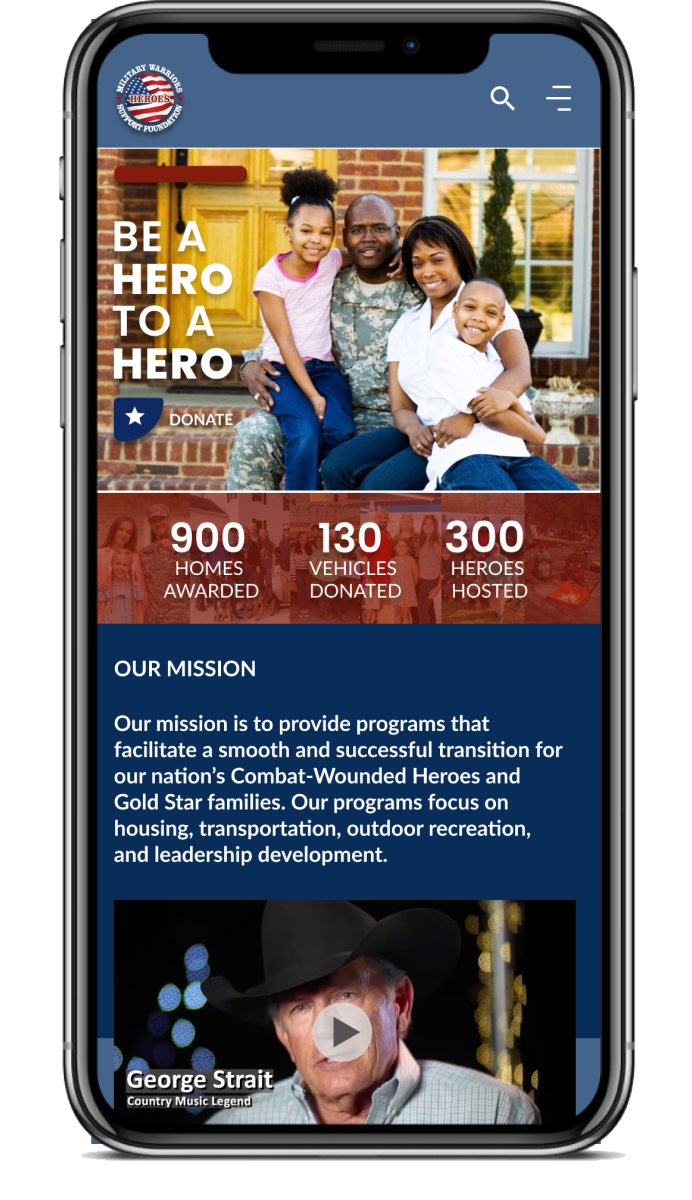 MILITARY WARRIORS
HEROES
SUPPORT FOUNDATION
BE A
HERO
TO A
HERO
DONATE
900
HOMES
AWARDED
130
VEHICLES
DONATED
300
HEROES
HOSTED
OUR MISSION
Our mission is to provide programs that
facilitate a smooth and successful transition for
our nation’s Combat-Wounded Heroes and
Gold Star families. Our programs focus on
housing, transportation, outdoor recreation,
and leadership development.
George Strait
Country Music Legend